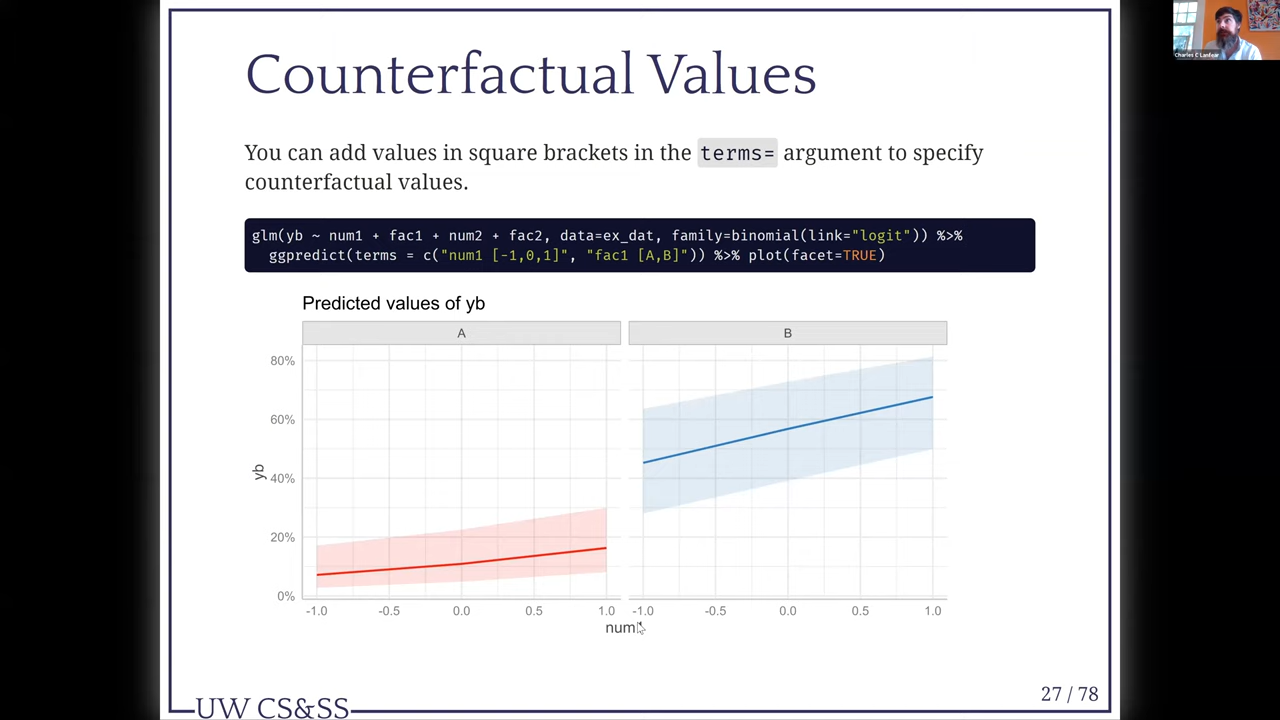 Counterfactual Values
You can add values in square brackets in the terms= argument to specify
counterfactual values.
glm(yb ~ num1 + fac1 + num2 + fac2, data=ex_dat, family=binomial(link="logit")) %>%
ggpredict(terms = c("num1 [-1,0,1]", "fac1 [A,B]")) %>% plot(facet=TRUE)
Predicted values of yb
A B
80%
60%
40%
20%
0%
yb
-1.0 -0.5 0.0 0.5 1.0 -1.0 -0.5 0.0 0.5 1.0
num
27 / 78
UW CS&SS
Charles C Lanfear